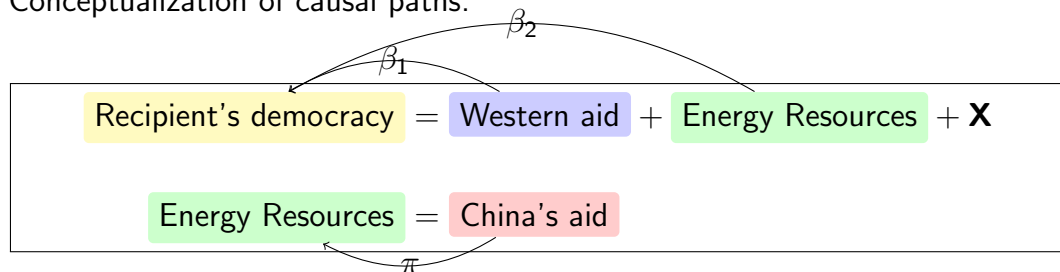 Conceptualization of causal paths:
β₂
β₁
Recipient's democracy = Western aid + Energy Resources + X
Energy Resources = China's aid
π